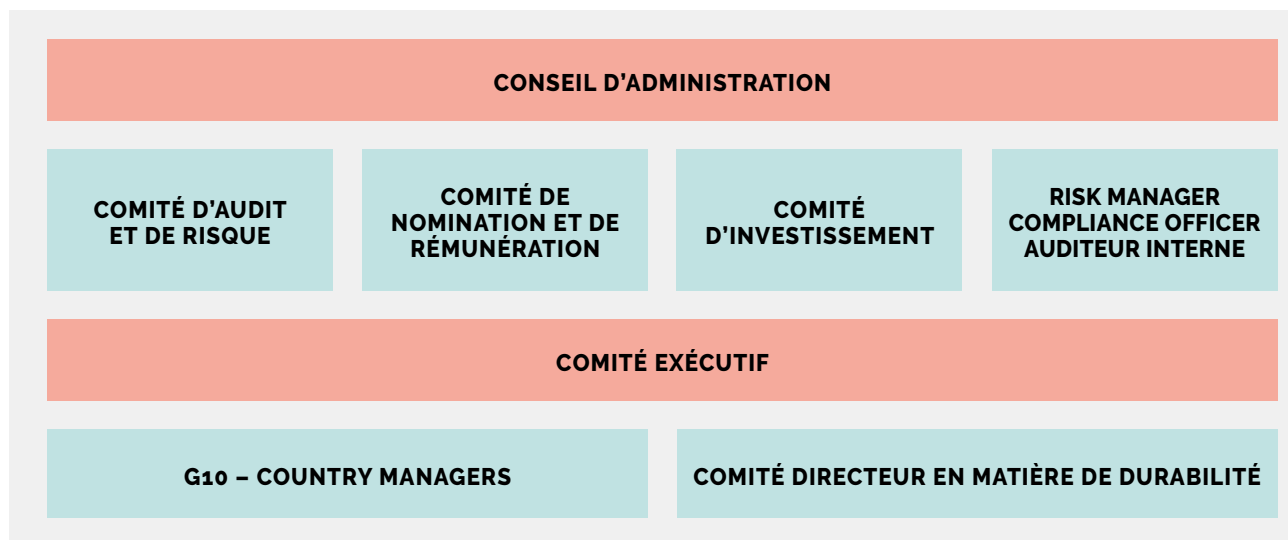 CONSEIL D'ADMINISTRATION
COMITÉ D'AUDIT
ET DE RISQUE
COMITÉ DE
NOMINATION ET DE
RÉMUNÉRATION
COMITÉ
D'INVESTISSEMENT
RISK MANAGER
COMPLIANCE OFFICER
AUDITEUR INTERNE
COMITÉ EXÉCUTIF
G10 – COUNTRY MANAGERS
COMITÉ DIRECTEUR EN MATIÈRE DE DURABILITÉ